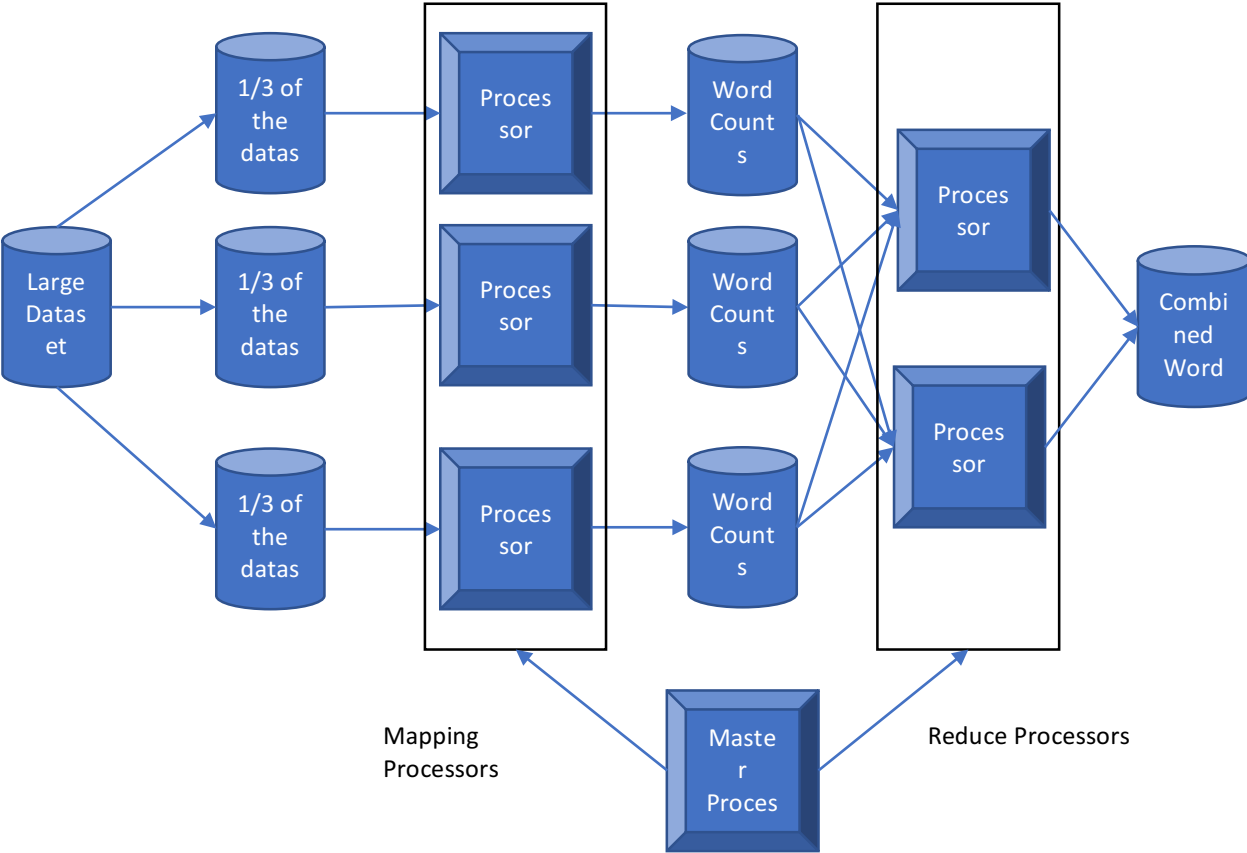 Large
Datas
et
1/3 of
the
datas
1/3 of
the
datas
1/3 of
the
datas
Proces
sor
Proces
sor
Proces
sor
Word
Count
s
Word
Count
s
Word
Count
s
Proces
sor
Proces
sor
Combi
ned
Word
Mapping
Processors
Maste
r
Proces
Reduce Processors